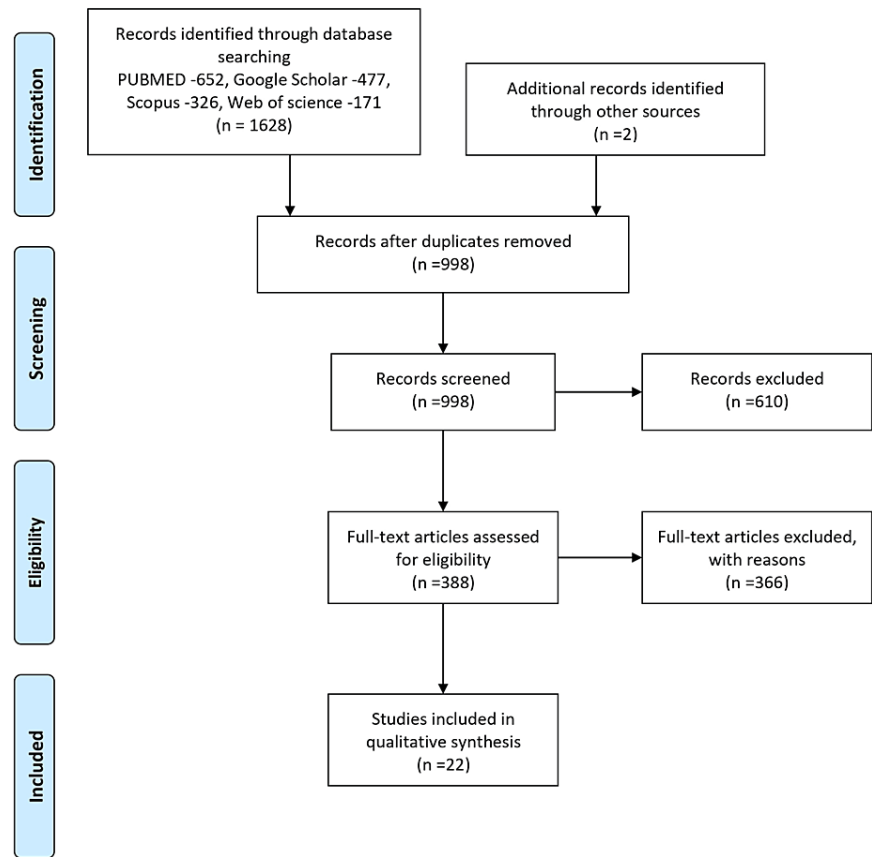 Identification
Records identified through database
searching
PUBMED -652, Google Scholar -477,
Scopus -326, Web of science -171
(n = 1628)
Additional records identified
through other sources
(n =2)
Records after duplicates removed
(n =998)
Screening
Records screened
(n =998)
Records excluded
(n =610)
Eligibility
Full-text articles assessed
for eligibility
(n =388)
Full-text articles excluded,
with reasons
(n =366)
Included
Studies included in
qualitative synthesis
(n =22)